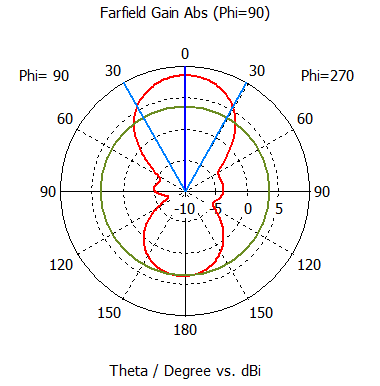 Farfield Gain Abs (Phi=90)
0
Phi= 90 30 30 Phi=270
60 60
90 -10 -5 0 5 90
120 120
150 150
180
Theta / Degree vs. dBi